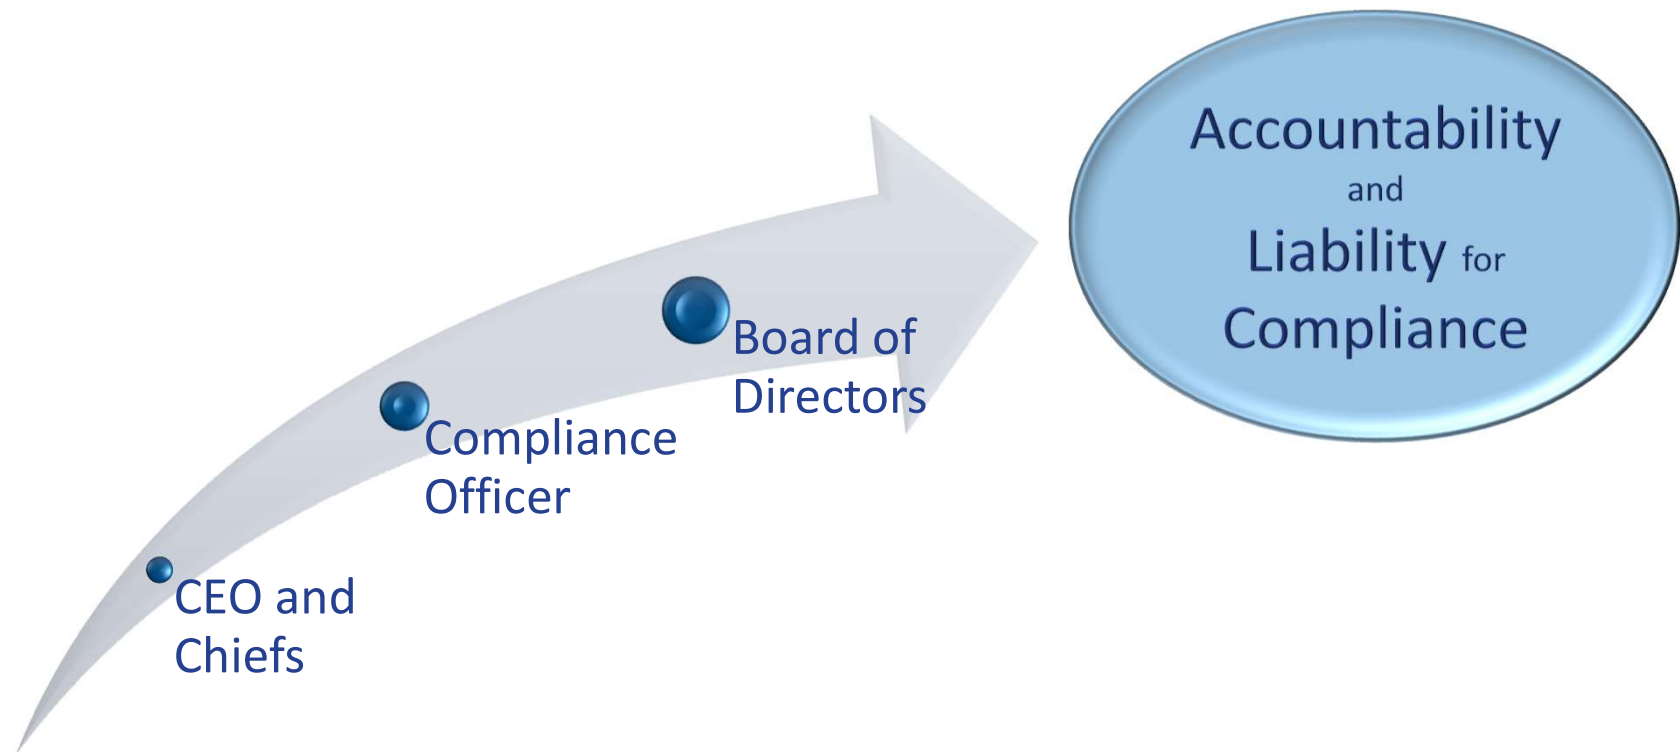 Accountability
and
Liability for
Compliance
Board of
Directors
Compliance
Officer
CEO and
Chiefs